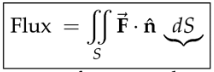 Flux = ∬_S F⃗ · n̂ dS